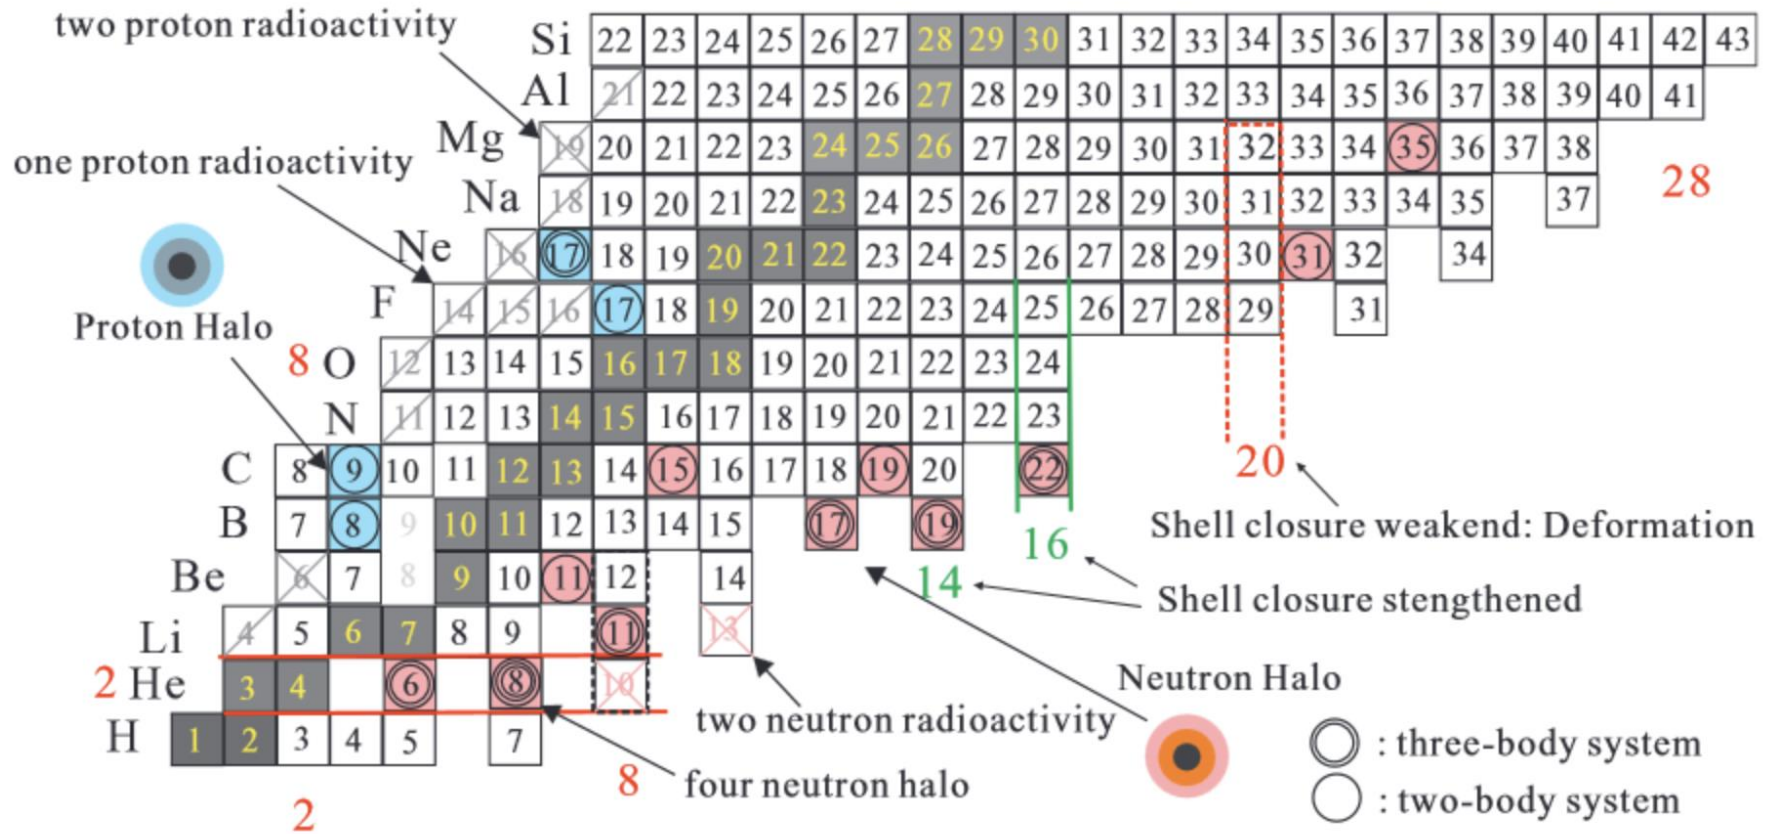 two proton radioactivity
Si 22 23 24 25 26 27 28 29 30 31 32 33 34 35 36 37 38 39 40 41 42 43
Al 21 22 23 24 25 26 27 28 29 30 31 32 33 34 35 36 37 38 39 40 41
Mg 19 20 21 22 23 24 25 26 27 28 29 30 31 32 33 34 35 36 37 38
one proton radioactivity
28
Na 18 19 20 21 22 23 24 25 26 27 28 29 30 31 32 33 34 35 37
Ne 16 17 18 19 20 21 22 23 24 25 26 27 28 29 30 31 32 34
F 14 15 16 17 18 19 20 21 22 23 24 25 26 27 28 29 31
Proton Halo
8 O 12 13 14 15 16 17 18 19 20 21 22 23 24
N 11 12 13 14 15 16 17 18 19 20 21 22 23
C 8 9 10 11 12 13 14 15 16 17 18 19 20 22
20
B 7 8 9 10 11 12 13 14 15 17 19
Shell closure weakend: Deformation
16
Be 6 7 8 9 10 11 12 14
14
Shell closure stengthened
Li 4 5 6 7 8 9 11 13
2 He 3 4 6 8 10
Neutron Halo
two neutron radioactivity
H 1 2 3 4 5 7
: three-body system
8
four neutron halo
: two-body system
2